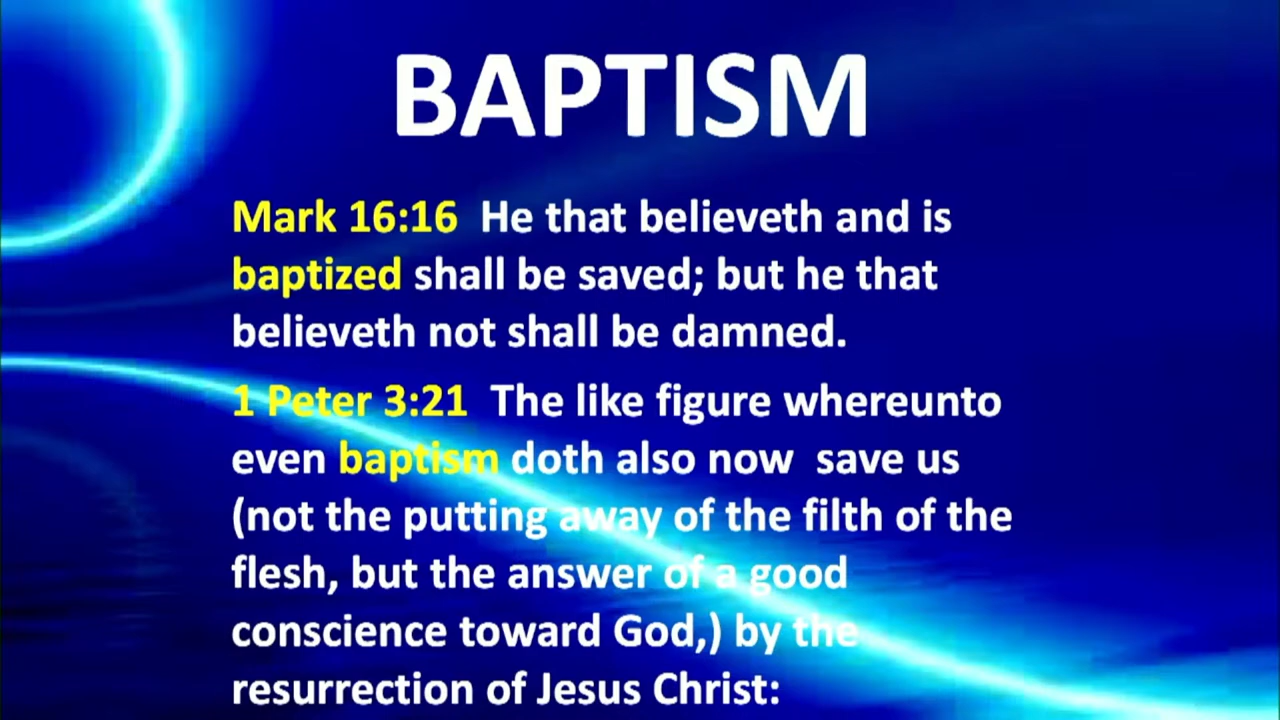 BAPTISM
Mark 16:16  He that believeth and is
baptized shall be saved; but he that
believeth not shall be damned.
1 Peter 3:21  The like figure whereunto
even baptism doth also now  save us
(not the putting away of the filth of the
flesh, but the answer of a good
conscience toward God,) by the
resurrection of Jesus Christ: